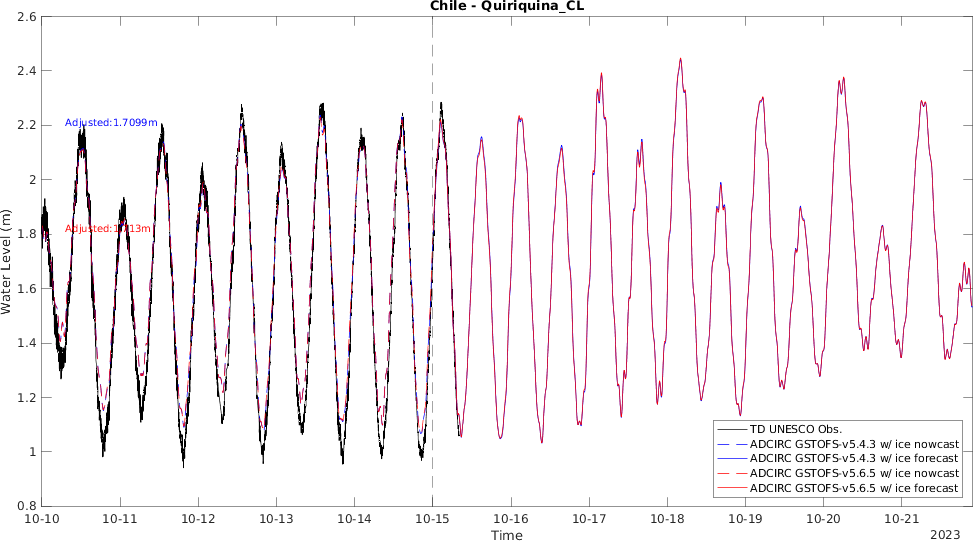 Chile - Quiriquina_CL
2.6
2.4
2.2
2
1.8
1.6
1.4
1.2
1
0.8
Water Level (m)
Adjusted:1.7099m
TD UNESCO Obs.
ADCIRC GSTOFS-v5.4.3 w/ ice nowcast
ADCIRC GSTOFS-v5.4.3 w/ ice forecast
ADCIRC GSTOFS-v5.6.5 w/ ice nowcast
ADCIRC GSTOFS-v5.6.5 w/ ice forecast
10-10 10-11 10-12 10-13 10-14 10-15 10-16 10-17 10-18 10-19 10-20 10-21
Time
2023